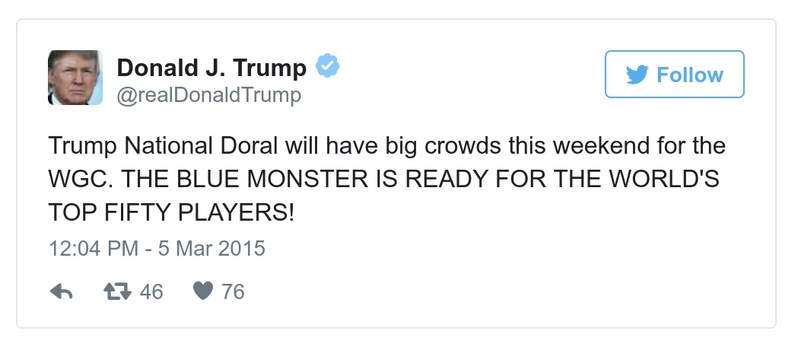 Donald J. Trump
@realDonaldTrump
Follow
Trump National Doral will have big crowds this weekend for the
WGC. THE BLUE MONSTER IS READY FOR THE WORLD'S
TOP FIFTY PLAYERS!
12:04 PM - 5 Mar 2015
46 76